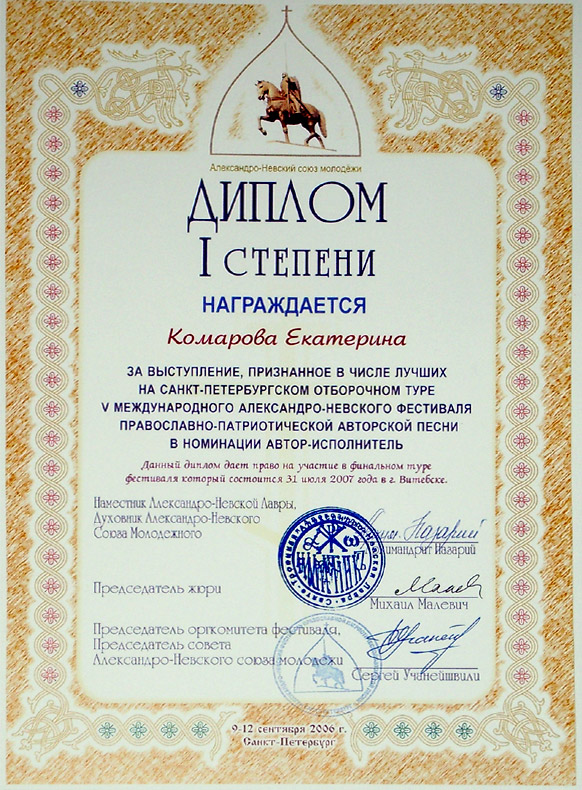 Александро-Невский союз молодёжи
ДИПЛОМ
I СТЕПЕНИ
НАГРАЖДАЕТСЯ
Комарова Екатерина
ЗА ВЫСТУПЛЕНИЕ, ПРИЗНАННОЕ В ЧИСЛЕ ЛУЧШИХ
НА САНКТ-ПЕТЕРБУРГСКОМ ОТБОРОЧНОМ ТУРЕ
V МЕЖДУНАРОДНОГО АЛЕКСАНДРО-НЕВСКОГО ФЕСТИВАЛЯ
ПРАВОСЛАВНО-ПАТРИОТИЧЕСКОЙ АВТОРСКОЙ ПЕСНИ
В НОМИНАЦИИ АВТОР-ИСПОЛНИТЕЛЬ
Данный диплом дает право на участие в финальном туре
фестиваля который состоится 31 июля 2007 года в г. Витебске.
Наместник Александро-Невской Лавры,
Духовник Александро-Невского
Союза Молодежного
Назарий
Архимандрит Назарий
НАМѢСТНИКЪ
Председатель жюри
Михаил Малевич
Председатель оргкомитета фестиваля,
Председатель совета
Александро-Невского союза молодежи
Сергей Учанейшвили
9-12 сентября 2006 г.
Санкт-Петербург